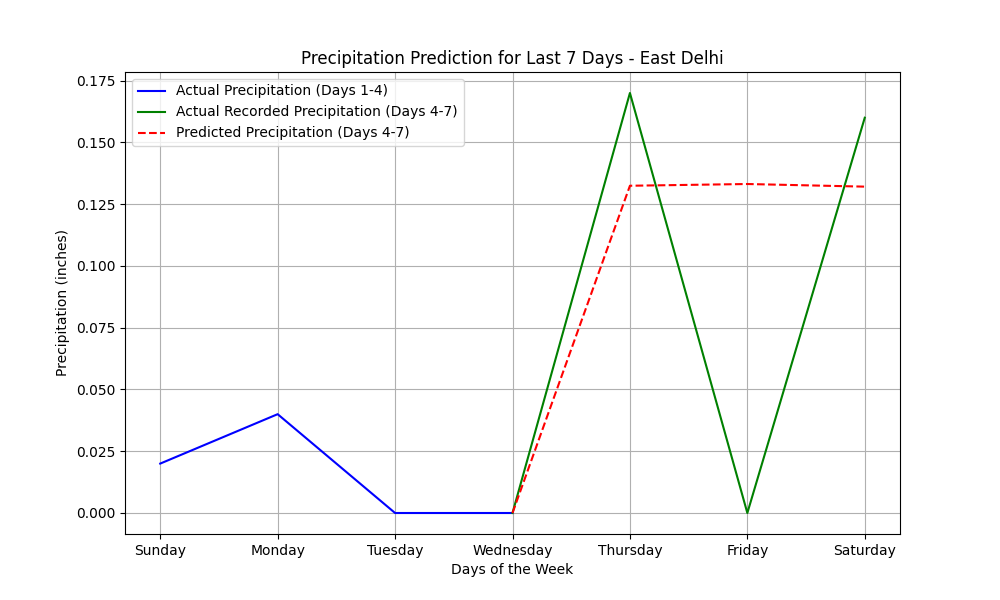 Precipitation Prediction for Last 7 Days - East Delhi
Actual Precipitation (Days 1-4)
Actual Recorded Precipitation (Days 4-7)
Predicted Precipitation (Days 4-7)
Precipitation (inches)
0.175
0.150
0.125
0.100
0.075
0.050
0.025
0.000
Sunday Monday Tuesday Wednesday Thursday Friday Saturday
Days of the Week